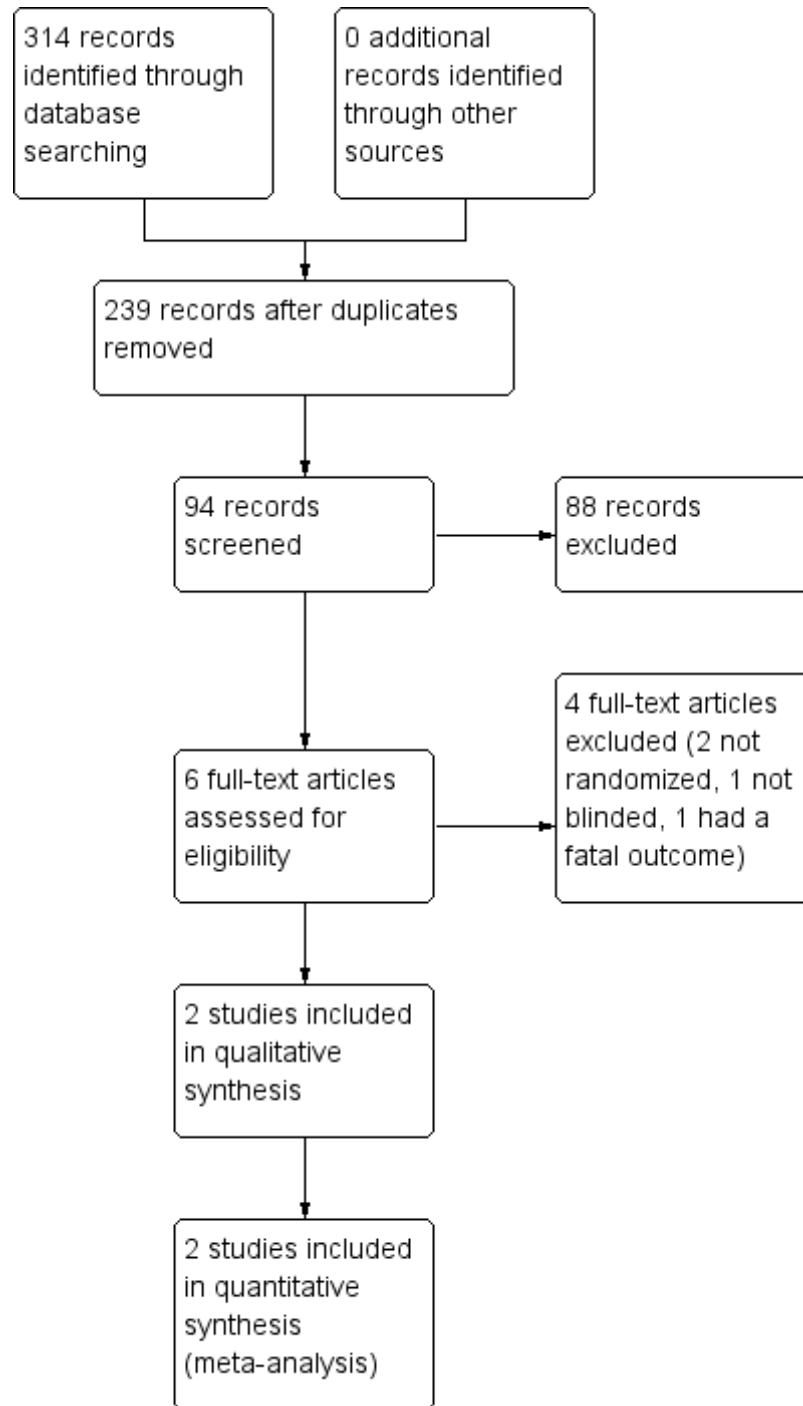 314 records
identified through
database
searching
0 additional
records identified
through other
sources
239 records after duplicates
removed
94 records
screened
88 records
excluded
6 full-text articles
assessed for
eligibility
4 full-text articles
excluded (2 not
randomized, 1 not
blinded, 1 had a
fatal outcome)
2 studies included
in qualitative
synthesis
2 studies included
in quantitative
synthesis
(meta-analysis)